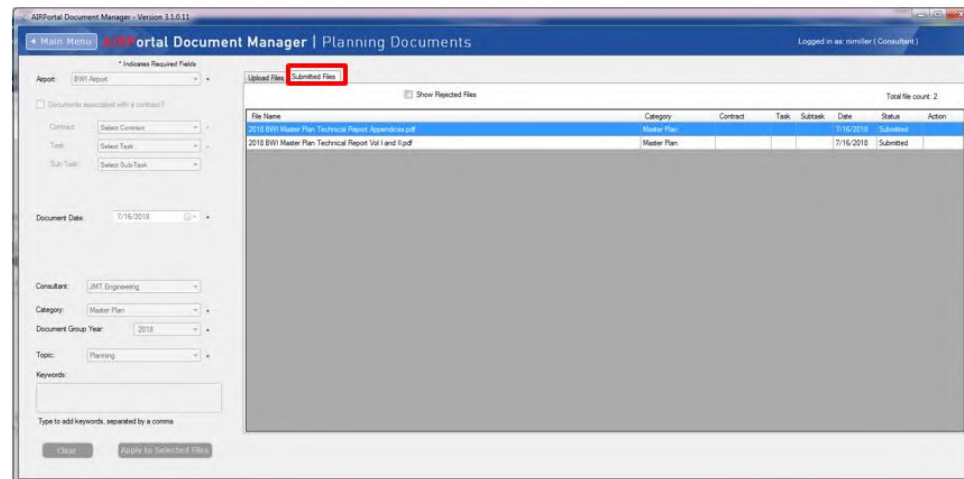 AIRPortal Document Manager - Version 3.1.0.11
◄ Main Menu AIRPortal Document Manager | Planning Documents Logged in as: nimiller ( Consultant )
* Indicates Required Fields
Airport: BWI Airport *
Documents associated with a contract?
Contract: Select Contract *
Task: Select Task *
Sub-Task: Select Sub-Task
Document Date: 7/16/2018 *
Consultant: JMT Engineering
Category: Master Plan *
Document Group Year: 2018 *
Topic: Planning *
Keywords:
Type to add keywords, separated by a comma
Clear Apply to Selected Files
Upload Files Submitted Files
Show Rejected Files Total file count: 2
File Name Category Contract Task Subtask Date Status Action
2018 BWI Master Plan Technical Report Appendices.pdf Master Plan 7/16/2018 Submitted
2018 BWI Master Plan Technical Report Vol I and II.pdf Master Plan 7/16/2018 Submitted